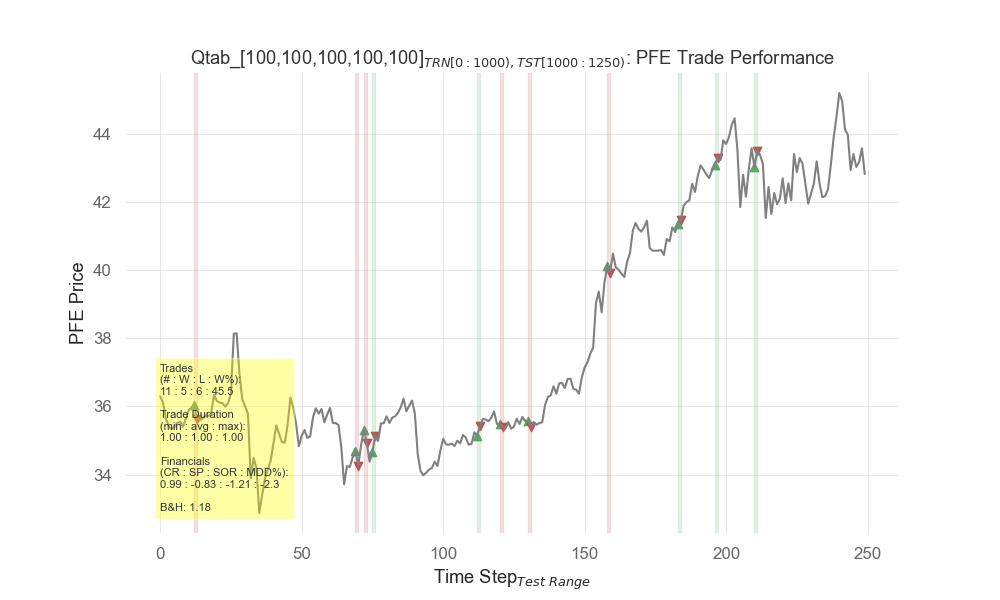 Qtab_[100,100,100,100,100]TRN[0 : 1000), TST[1000 : 1250): PFE Trade Performance
44
42
40
38
36
34
PFE Price
Trades
(# : W : L : W%):
11 : 5 : 6 : 45.5
Trade Duration
(min : avg : max):
1.00 : 1.00 : 1.00
Financials
(CR : SP : SOR : MDD%):
0.99 : -0.83 : -1.21 : -2.3
B&H: 1.18
0 50 100 150 200 250
Time StepTest Range